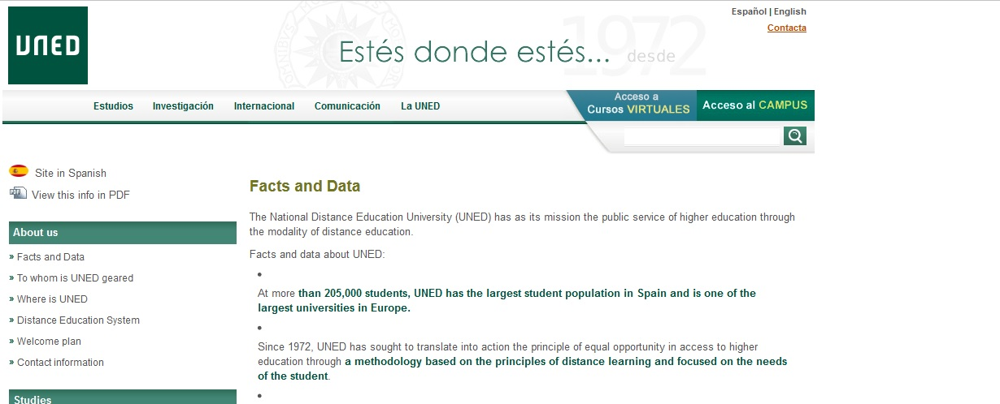 Español | English
Contacta
UNED
Estés donde estés... desde 1972
Estudios Investigación Internacional Comunicación La UNED
Acceso a
Cursos VIRTUALES
Acceso al CAMPUS
Site in Spanish
PDF View this info in PDF
About us
» Facts and Data
» To whom is UNED geared
» Where is UNED
» Distance Education System
» Welcome plan
» Contact information
Studies
Facts and Data
The National Distance Education University (UNED) has as its mission the public service of higher education through
the modality of distance education.
Facts and data about UNED:
•
At more than 205,000 students, UNED has the largest student population in Spain and is one of the
largest universities in Europe.
•
Since 1972, UNED has sought to translate into action the principle of equal opportunity in access to higher
education through a methodology based on the principles of distance learning and focused on the needs
of the student.
•